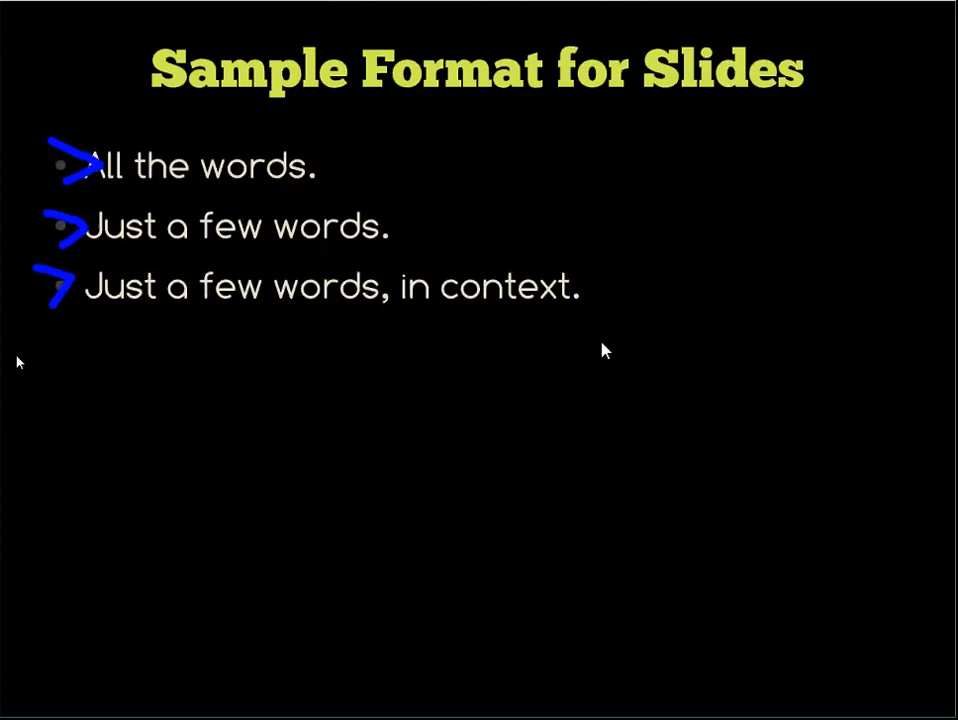 Sample Format for Slides
All the words.
Just a few words.
Just a few words, in context.